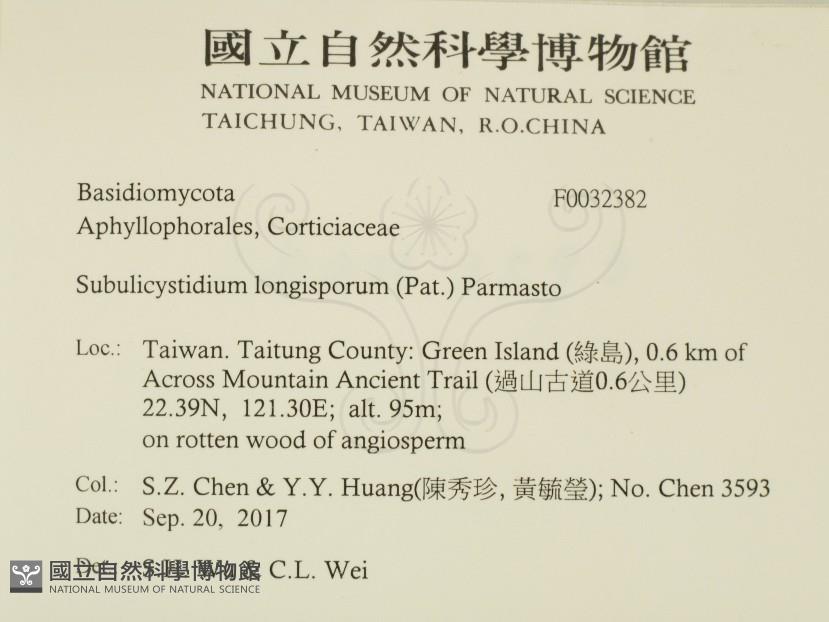 國立自然科學博物館
NATIONAL MUSEUM OF NATURAL SCIENCE
TAICHUNG, TAIWAN, R.O.CHINA
Basidiomycota F0032382
Aphyllophorales, Corticiaceae
Subulicystidium longisporum (Pat.) Parmasto
Loc.: Taiwan. Taitung County: Green Island (綠島), 0.6 km of
Across Mountain Ancient Trail (過山古道0.6公里)
22.39N, 121.30E; alt. 95m;
on rotten wood of angiosperm
Col.: S.Z. Chen & Y.Y. Huang(陳秀珍, 黃毓瑩); No. Chen 3593
Date: Sep. 20, 2017
& C.L. Wei
國立自然科學博物館
NATIONAL MUSEUM OF NATURAL SCIENCE